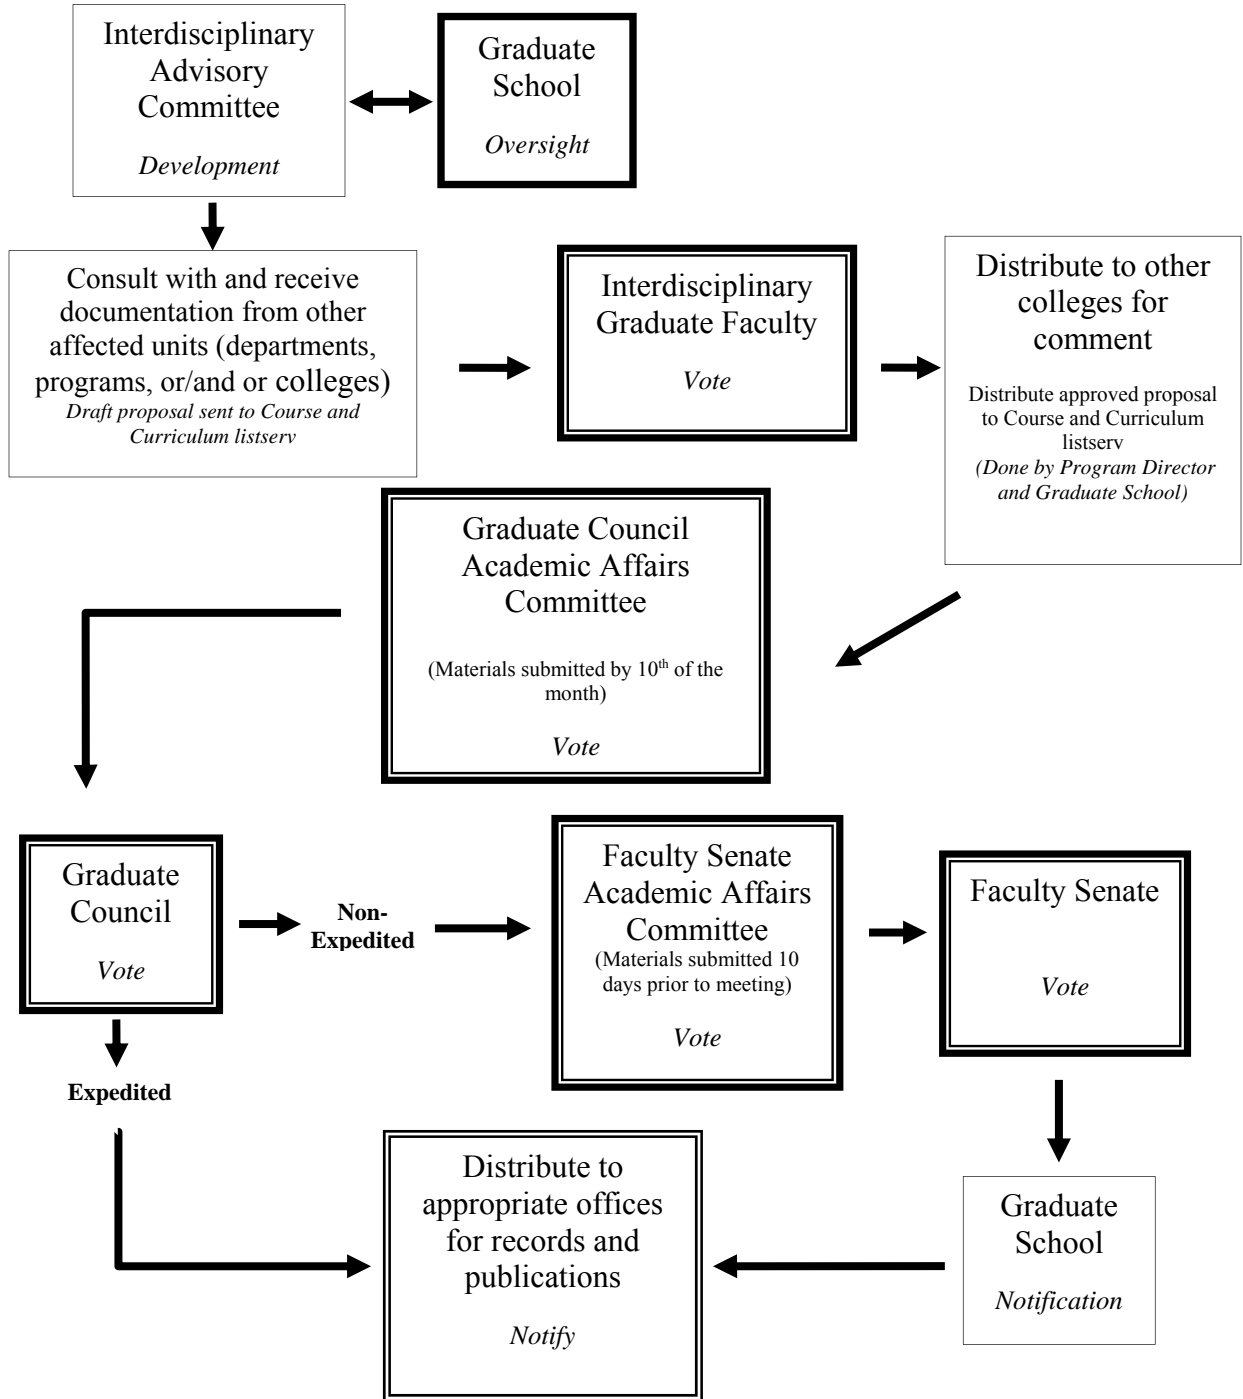 Interdisciplinary
Advisory
Committee
Development
Graduate
School
Oversight
Consult with and receive
documentation from other
affected units (departments,
programs, or/and or colleges)
Draft proposal sent to Course and
Curriculum listserv
Interdisciplinary
Graduate Faculty
Vote
Distribute to other
colleges for
comment
Distribute approved proposal
to Course and Curriculum
listserv
(Done by Program Director
and Graduate School)
Graduate Council
Academic Affairs
Committee
(Materials submitted by 10th of the
month)
Vote
Graduate
Council
Vote
Non-
Expedited
Faculty Senate
Academic Affairs
Committee
(Materials submitted 10
days prior to meeting)
Vote
Faculty Senate
Vote
Expedited
Distribute to
appropriate offices
for records and
publications
Notify
Graduate
School
Notification